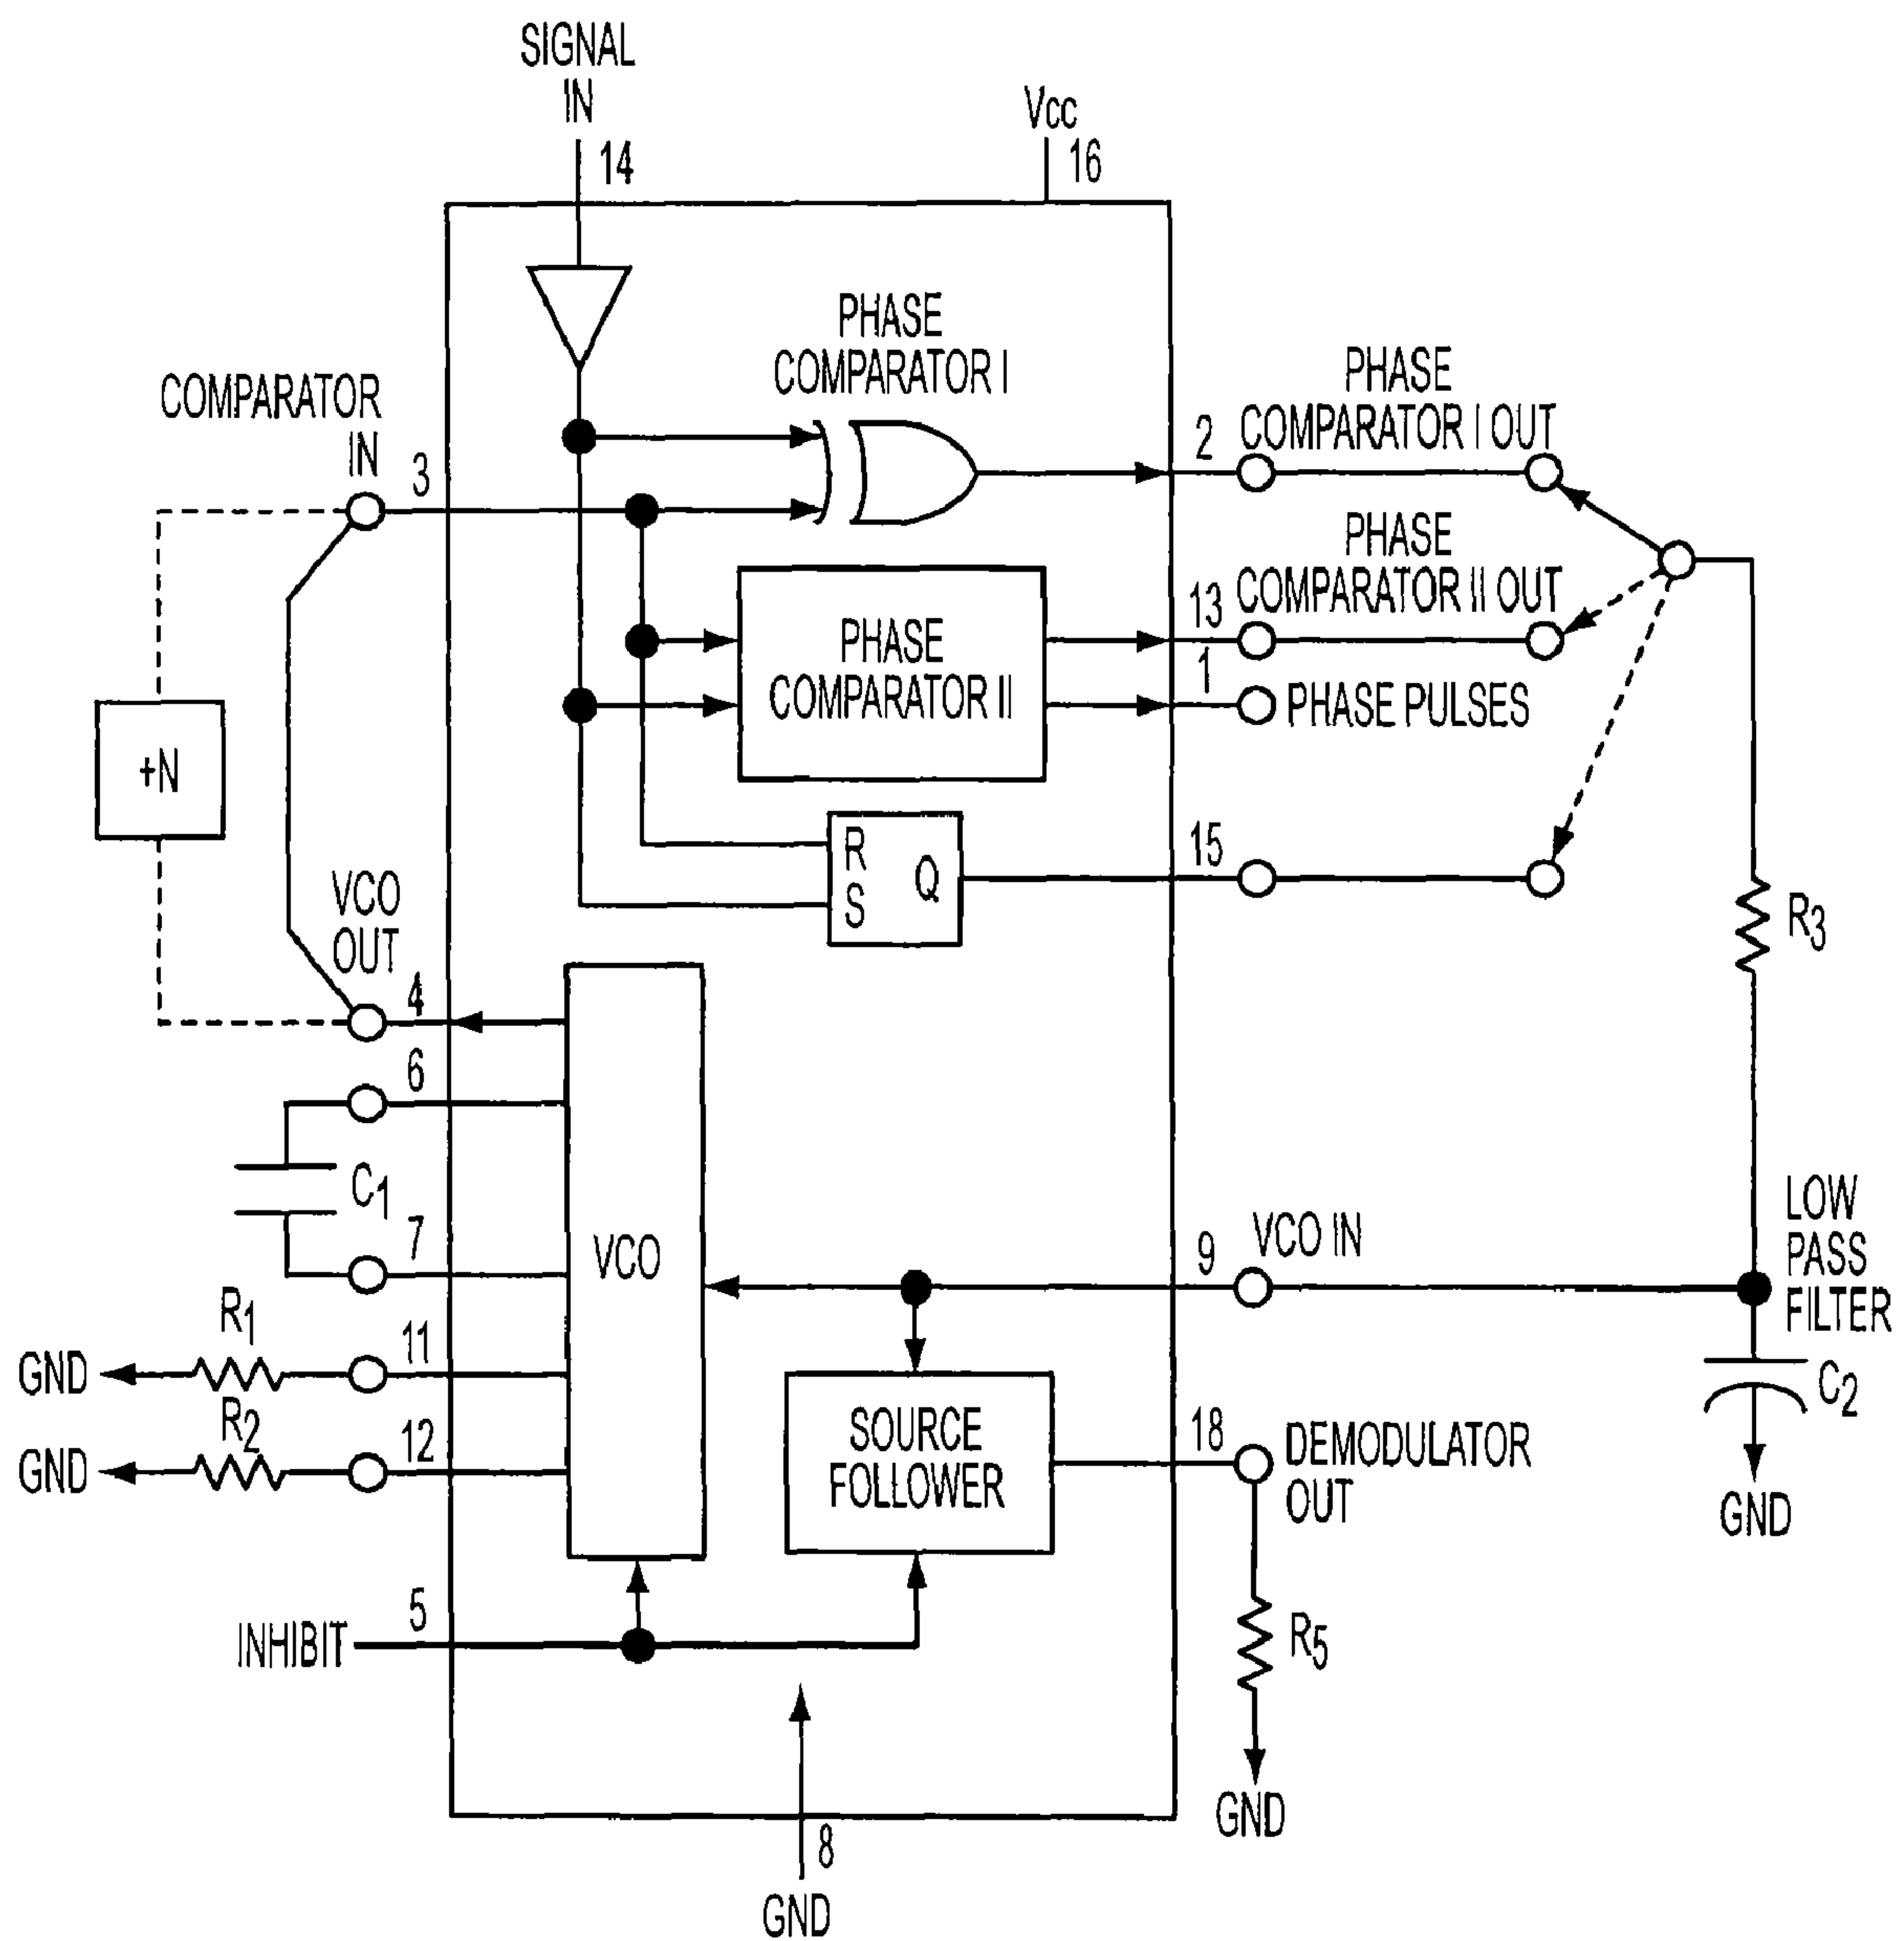 SIGNAL
IN
14
Vcc
16
PHASE
COMPARATOR I
COMPARATOR
IN
3
2
PHASE
COMPARATOR I OUT
PHASE
COMPARATOR II OUT
13
1
PHASE PULSES
PHASE
COMPARATOR II
+N
R
S
Q
15
R3
VCO
OUT
4
6
C1
7
VCO
9
VCO IN
LOW
PASS
FILTER
C2
GND
R1
11
GND
R2
12
GND
SOURCE
FOLLOWER
18
DEMODULATOR
OUT
R5
GND
5
INHIBIT
8
GND